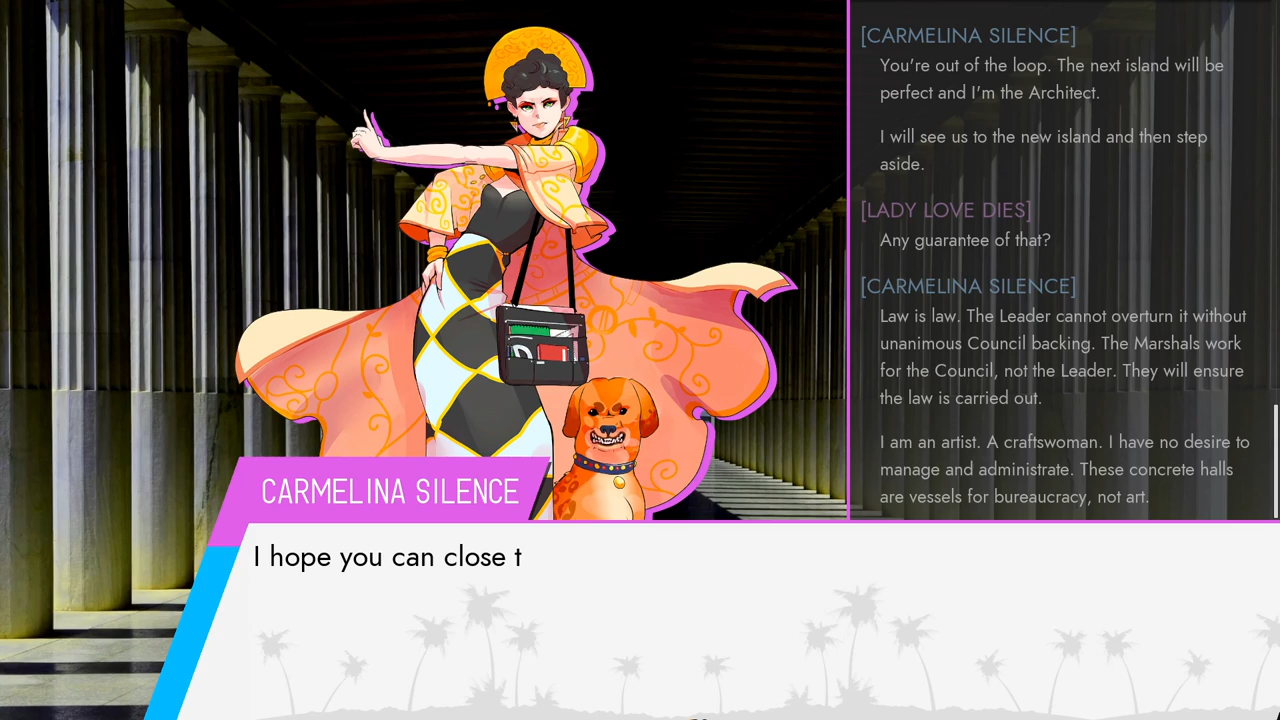 [CARMELINA SILENCE]
You're out of the loop. The next island will be
perfect and I'm the Architect.
I will see us to the new island and then step
aside.
[LADY LOVE DIES]
Any guarantee of that?
[CARMELINA SILENCE]
Law is law. The Leader cannot overturn it without
unanimous Council backing. The Marshals work
for the Council, not the Leader. They will ensure
the law is carried out.
I am an artist. A craftswoman. I have no desire to
manage and administrate. These concrete halls
are vessels for bureaucracy, not art.
CARMELINA SILENCE
I hope you can close t